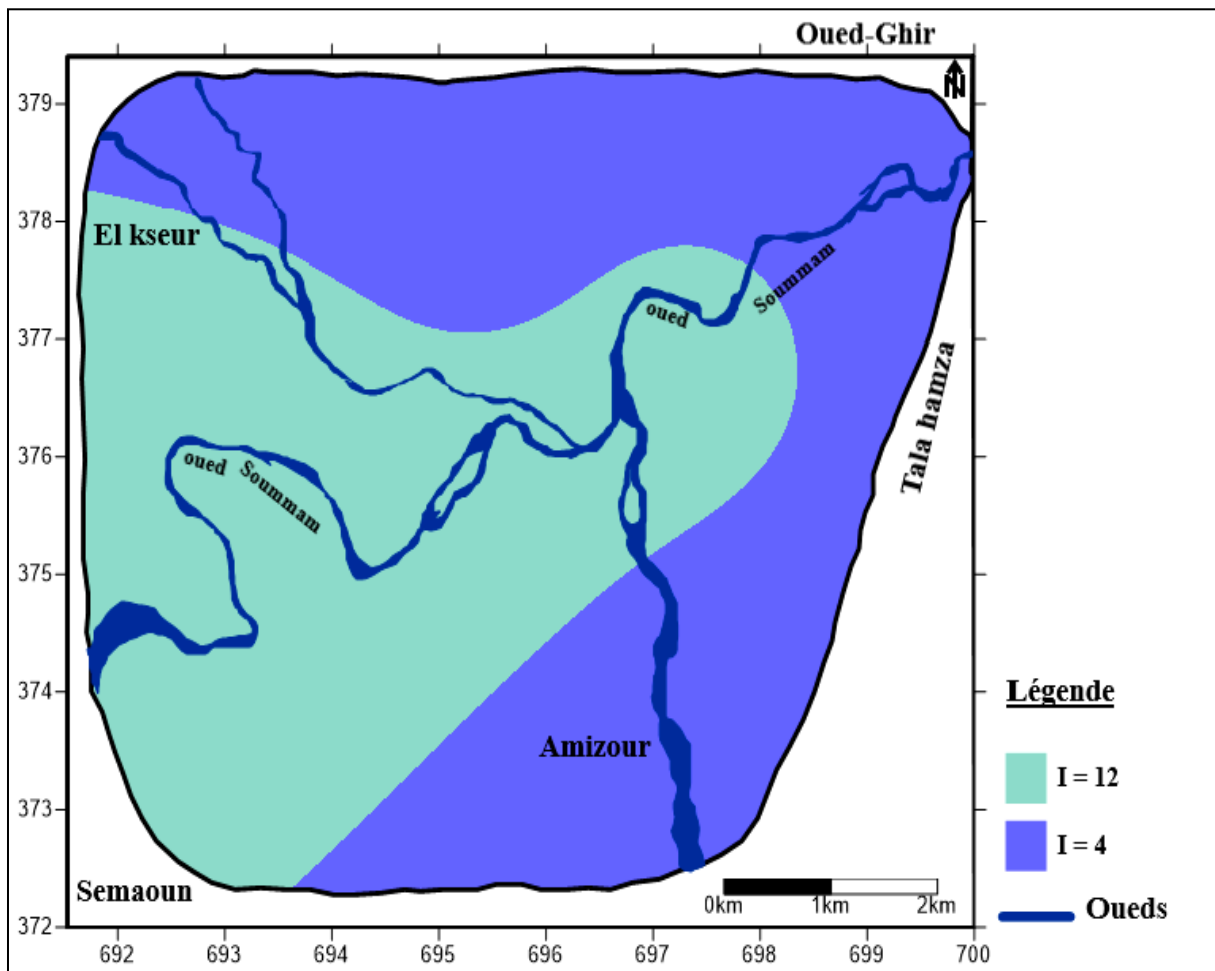 Oued-Ghir
N
379
378
377
376
375
374
373
372
El kseur
oued
Soummam
Tala hamza
oued
Soummam
Amizour
Semaoun
0km
1km
2km
692
693
694
695
696
697
698
699
700
Légende
I = 12
I = 4
Oueds